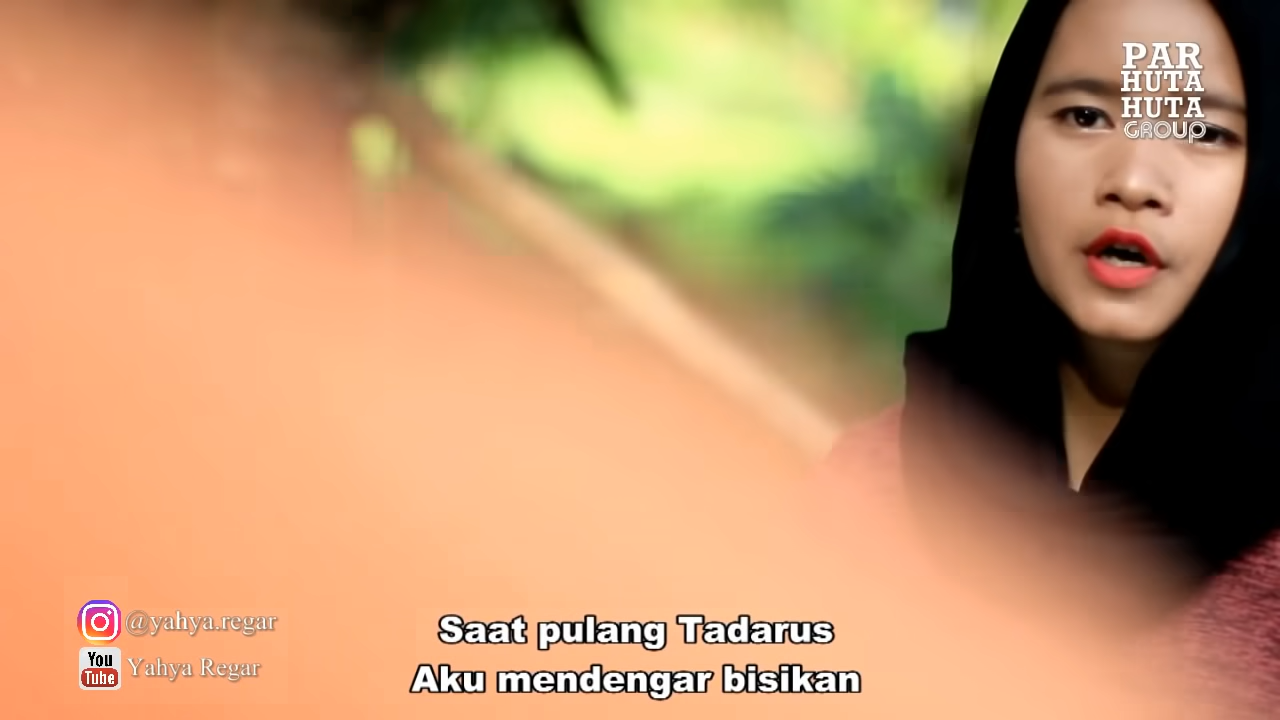 PAR
HUTA
HUTA
GROUP
@yahya.regar
You
Tube
Yahya Regar
Saat pulang Tadarus
Aku mendengar bisikan